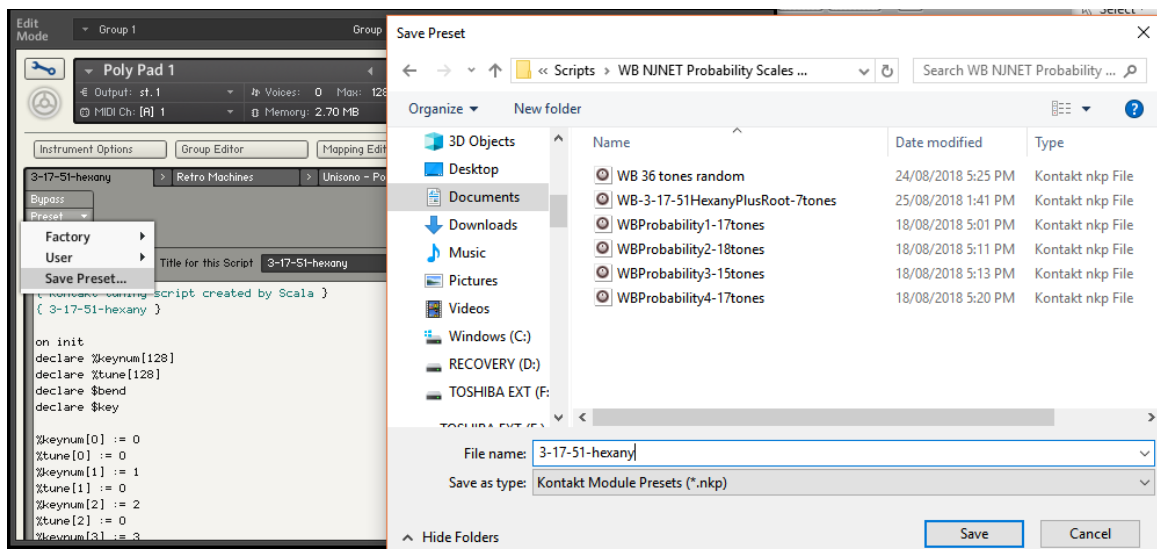 Edit
Mode
Group 1
Group
Select
Poly Pad 1
Output: st.1
Voices: 0 Max: 128
MIDI Ch: [A] 1
Memory: 2.70 MB
Instrument Options
Group Editor
Mapping Edit
3-17-51-hexany
Retro Machines
Unisono - Po
Bypass
Preset
Factory
User
Save Preset...
Title for this Script 3-17-51-hexany
{ Kontakt tuning script created by Scala }
{ 3-17-51-hexany }
on init
declare %keynum[128]
declare %tune[128]
declare $bend
declare $key
%keynum[0] := 0
%tune[0] := 0
%keynum[1] := 1
%tune[1] := 0
%keynum[2] := 2
%tune[2] := 0
%keynum[3] := 3
Save Preset
« Scripts > WB NJNET Probability Scales ...
Search WB NJNET Probability ...
Organize
New folder
?
3D Objects
Desktop
Documents
Downloads
Music
Pictures
Videos
Windows (C:)
RECOVERY (D:)
TOSHIBA EXT (F:
Name Date modified Type
WB 36 tones random 24/08/2018 5:25 PM Kontakt nkp File
WB-3-17-51HexanyPlusRoot-7tones 25/08/2018 1:41 PM Kontakt nkp File
WBProbability1-17tones 18/08/2018 5:01 PM Kontakt nkp File
WBProbability2-18tones 18/08/2018 5:11 PM Kontakt nkp File
WBProbability3-15tones 18/08/2018 5:13 PM Kontakt nkp File
WBProbability4-17tones 18/08/2018 5:20 PM Kontakt nkp File
File name: 3-17-51-hexany
Save as type: Kontakt Module Presets (*.nkp)
Hide Folders
Save
Cancel